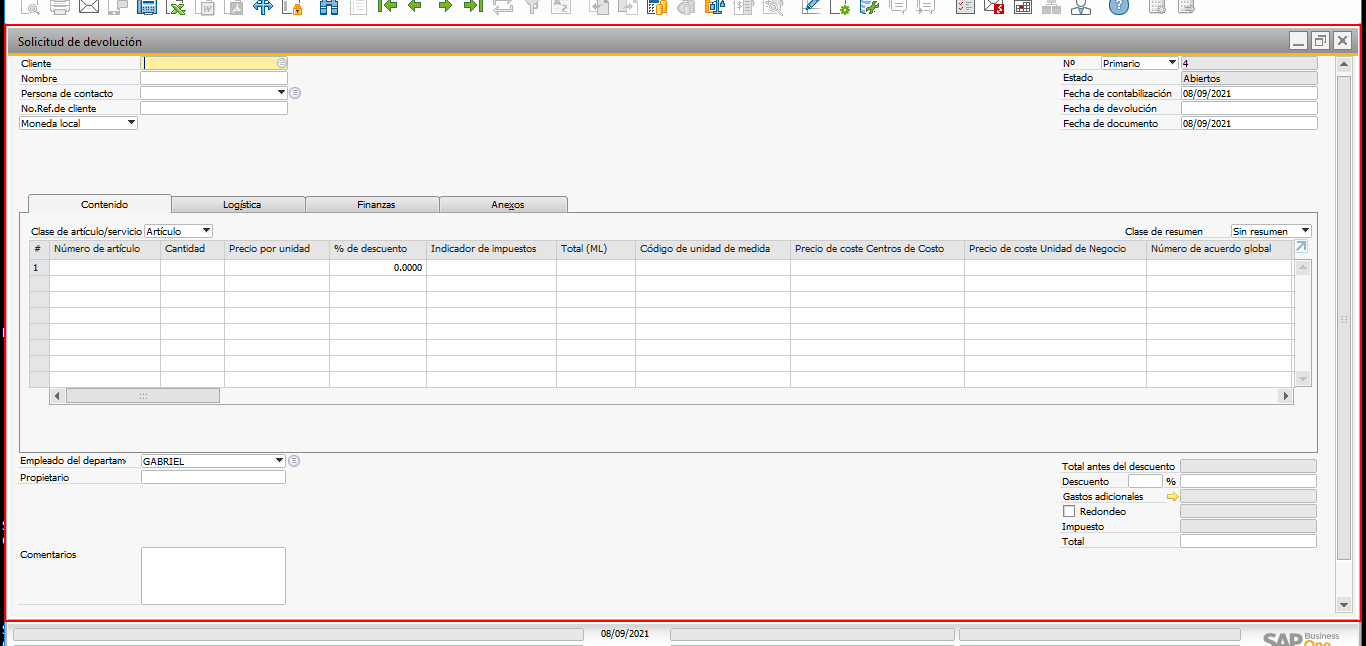 Solicitud de devolución
Cliente
Nombre
Persona de contacto
No.Ref.de cliente
Moneda local
Nº Primario 4
Estado Abiertos
Fecha de contabilización 08/09/2021
Fecha de devolución
Fecha de documento 08/09/2021
Contenido Logística Finanzas Anexos
Clase de artículo/servicio Artículo Clase de resumen Sin resumen
# Número de artículo Cantidad Precio por unidad % de descuento Indicador de impuestos Total (ML) Código de unidad de medida Precio de coste Centros de Costo Precio de coste Unidad de Negocio Número de acuerdo global
1 0.0000
Empleado del departam GABRIEL
Propietario
Comentarios
Total antes del descuento
Descuento %
Gastos adicionales
Redondeo
Impuesto
Total
08/09/2021
SAP Business One